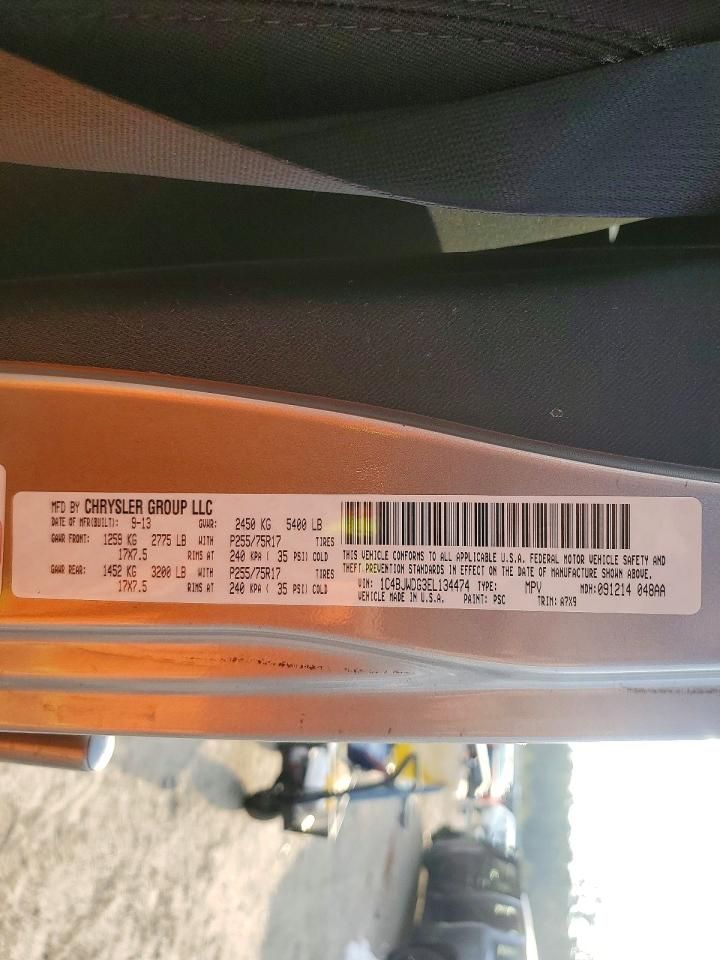 MFD BY CHRYSLER GROUP LLC
DATE OF MFR(BUILT): 9-13 GVWR: 2450 KG 5400 LB
GAWR FRONT: 1259 KG 2775 LB WITH P255/75R17 TIRES
17X7.5 RIMS AT 240 KPA ( 35 PSI) COLD
GAWR REAR: 1452 KG 3200 LB WITH P255/75R17 TIRES
17X7.5 RIMS AT 240 KPA ( 35 PSI) COLD
THIS VEHICLE CONFORMS TO ALL APPLICABLE U.S.A. FEDERAL MOTOR VEHICLE SAFETY AND
THEFT PREVENTION STANDARDS IN EFFECT ON THE DATE OF MANUFACTURE SHOWN ABOVE.
VIN: 1C4BJWDG3EL134474 TYPE: MPV MDH:091214 048AA
VEHICLE MADE IN U.S.A. PAINT: PSC TRIM: A7X9